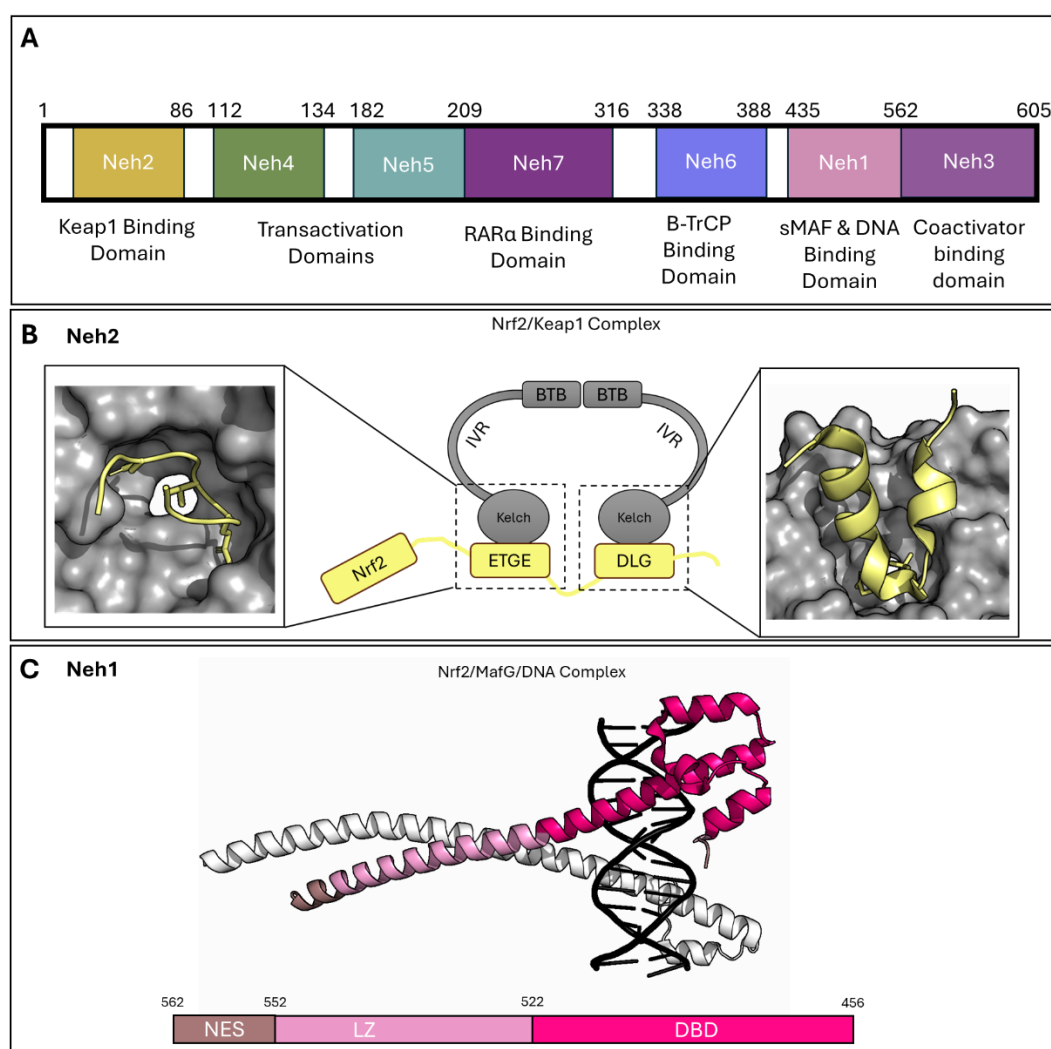 A
1 86 112 134 182 209 316 338 388 435 562 605
Neh2 Neh4 Neh5 Neh7 Neh6 Neh1 Neh3
Keap1 Binding
Domain
Transactivation
Domains
RARα Binding
Domain
B-TrCP
Binding
Domain
sMAF & DNA
Binding
Domain
Coactivator
binding
domain
B Neh2
Nrf2/Keap1 Complex
BTB BTB
IVR IVR
Kelch Kelch
Nrf2 ETGE DLG
C Neh1
Nrf2/MafG/DNA Complex
562 552 522 456
NES LZ DBD